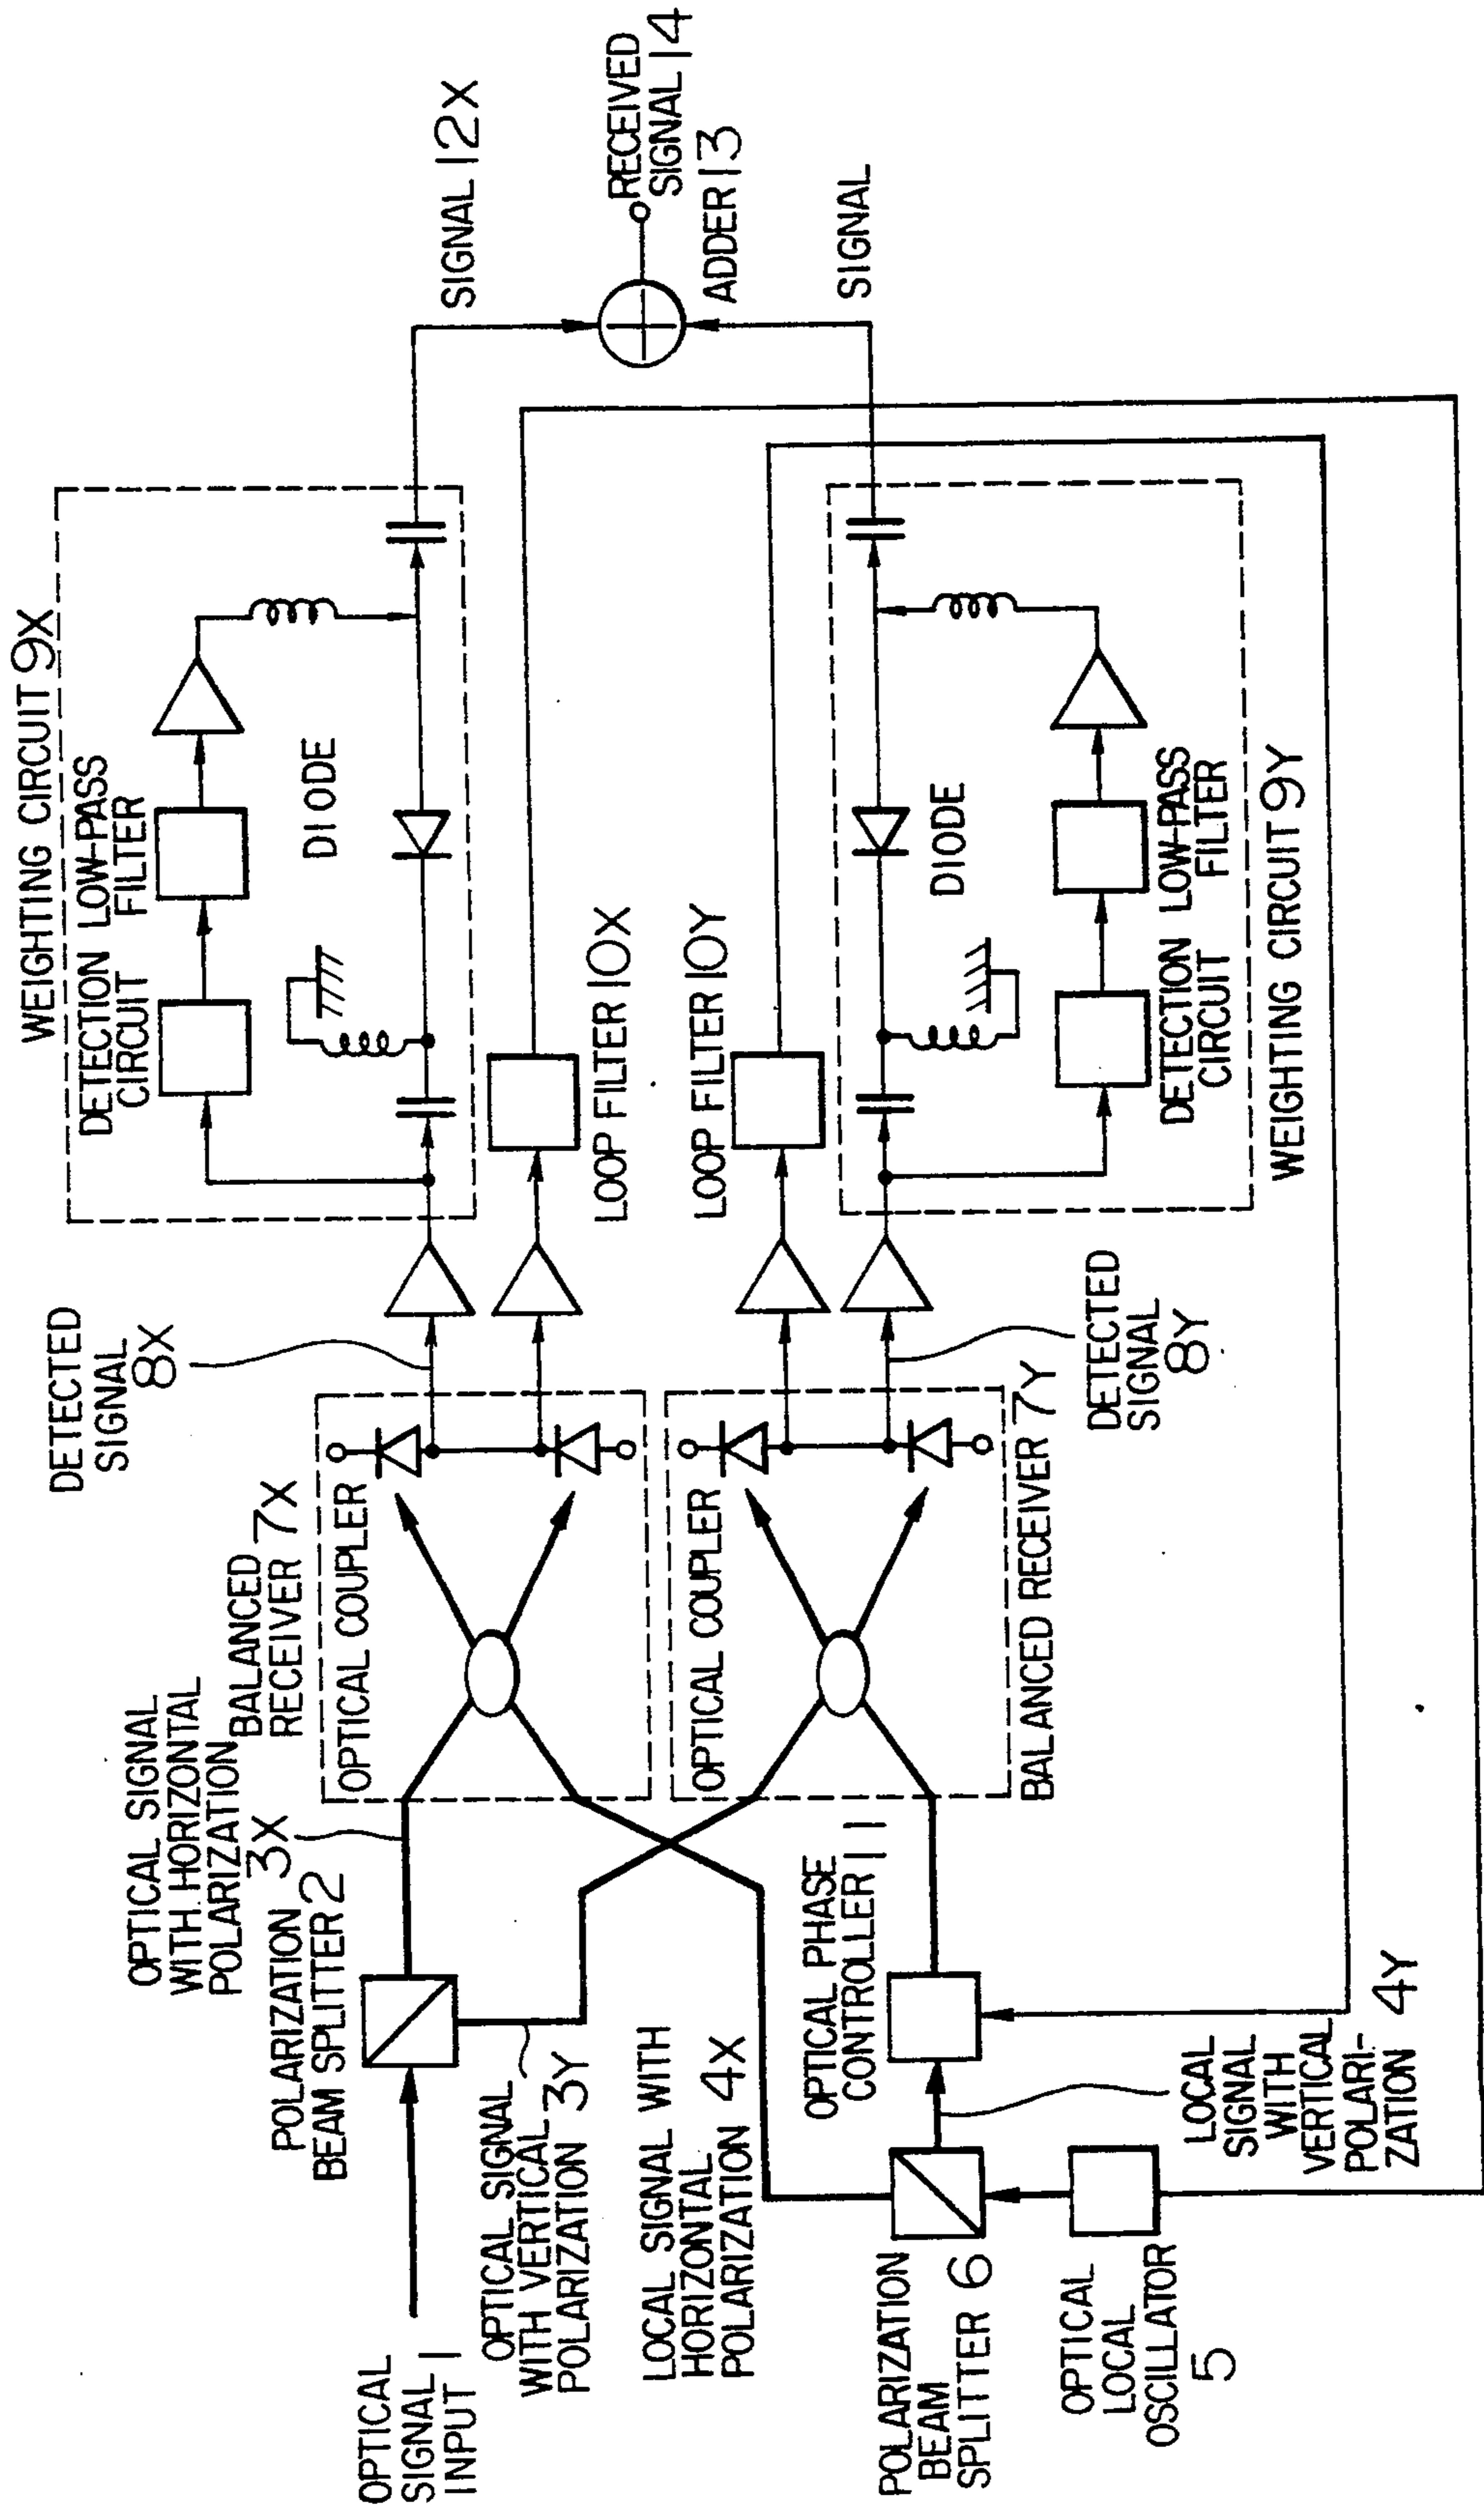 OPTICAL
SIGNAL 1
INPUT
OPTICAL SIGNAL
WITH HORIZONTAL
POLARIZATION
3X
POLARIZATION
BEAM SPLITTER 2
OPTICAL SIGNAL
WITH VERTICAL 3Y
POLARIZATION
LOCAL SIGNAL WITH
HORIZONTAL
POLARIZATION 4X
POLARIZATION
BEAM
SPLITTER 6
OPTICAL
LOCAL
OSCILLATOR
5
OPTICAL PHASE
CONTROLLER 11
LOCAL
SIGNAL
WITH
VERTICAL
POLARI-
ZATION 4Y
BALANCED
RECEIVER 7X
OPTICAL COUPLER
OPTICAL COUPLER
BALANCED RECEIVER 7Y
DETECTED
SIGNAL
8X
DETECTED
SIGNAL
8Y
WEIGHTING CIRCUIT 9X
DETECTION LOW-PASS
CIRCUIT FILTER
DIODE
LOOP FILTER 10X
LOOP FILTER 10Y
DIODE
DETECTION LOW-PASS
CIRCUIT FILTER
WEIGHTING CIRCUIT 9Y
SIGNAL 12X
RECEIVED
SIGNAL 14
ADDER 13
SIGNAL